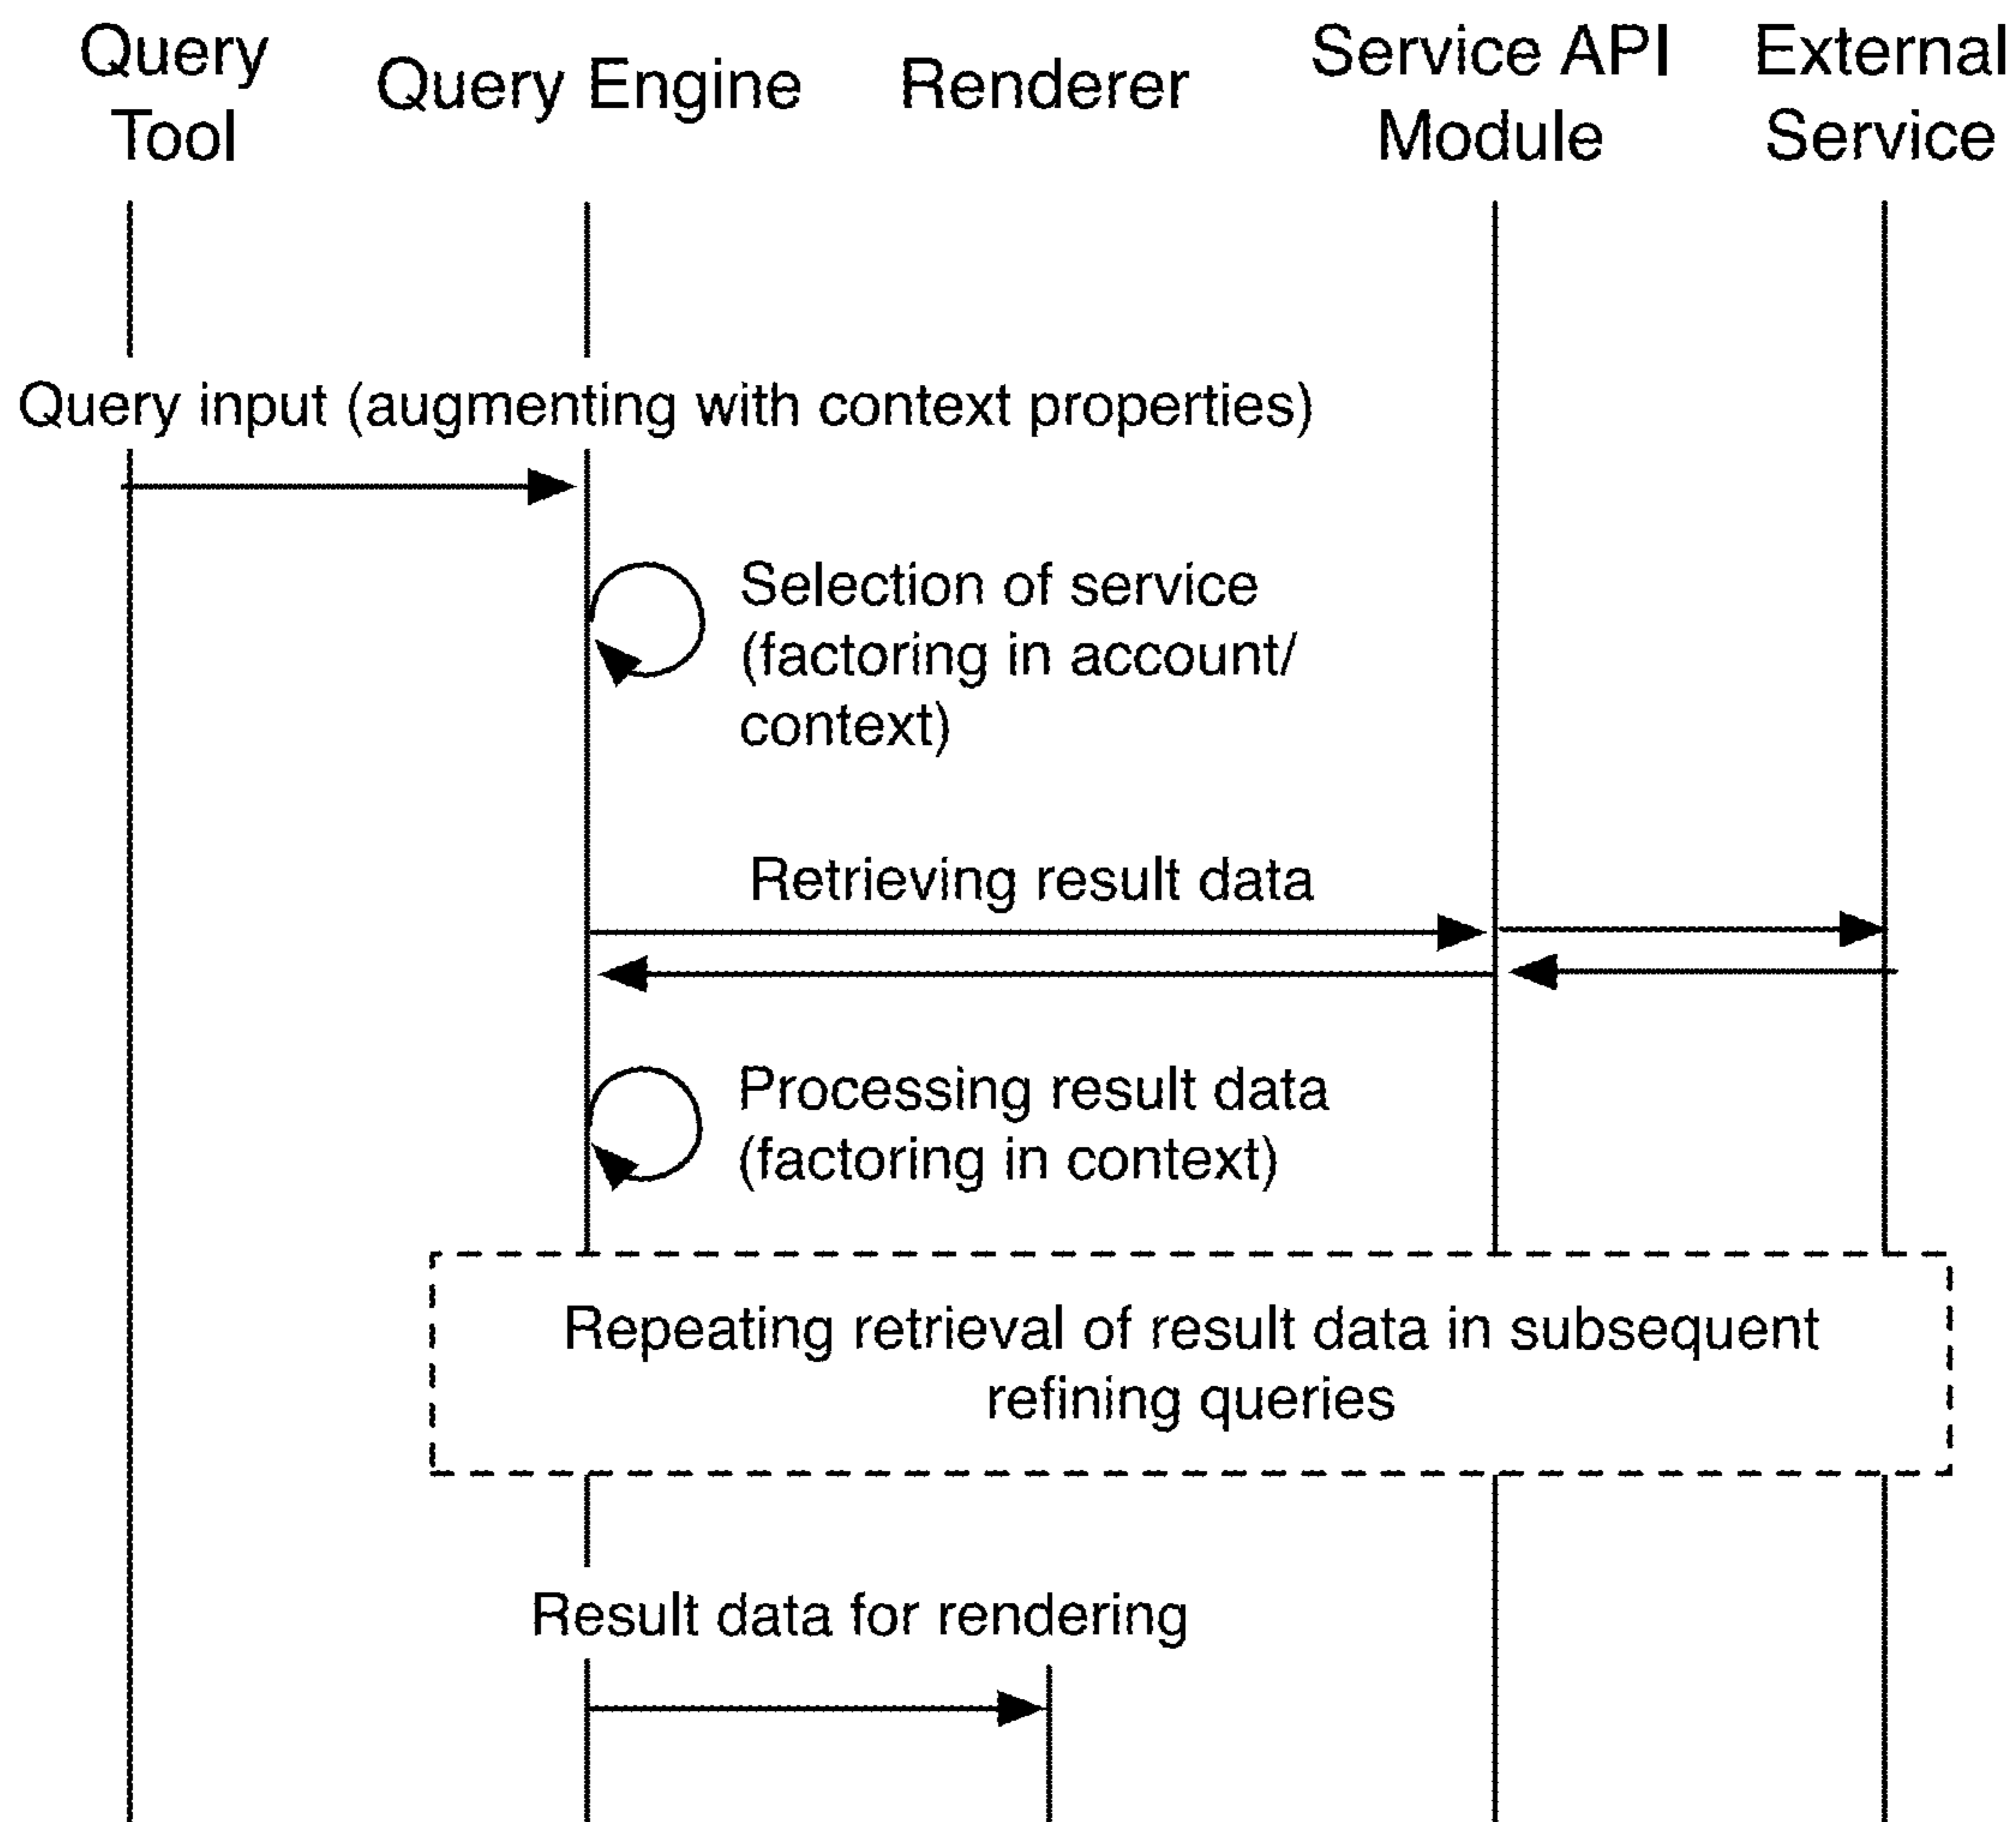 Query
Tool
Query Engine
Renderer
Service API
Module
External
Service
Query input (augmenting with context properties)
Selection of service
(factoring in account/
context)
Retrieving result data
Processing result data
(factoring in context)
Repeating retrieval of result data in subsequent
refining queries
Result data for rendering